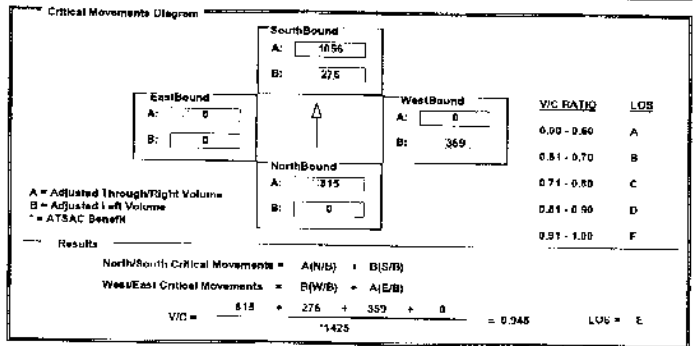 Critical Movements Diagram
SouthBound
A:
B: 276
EastBound
A: 0
B: 0
WestBound
A: 0
B: 359
NorthBound
A: 815
B: 0
V/C RATIO LOS
0.00 - 0.60 A
0.61 - 0.70 B
0.71 - 0.80 C
0.81 - 0.90 D
0.91 - 1.00 E
A = Adjusted Through/Right Volume
B = Adjusted Left Volume
* = ATSAC Benefit
Results
North/South Critical Movements = A(N/B) + B(S/B)
West/East Critical Movements = B(W/B) + A(E/B)
V/C = 815 + 276 + 359 + 0 = 0.948 LOS = E
*1425